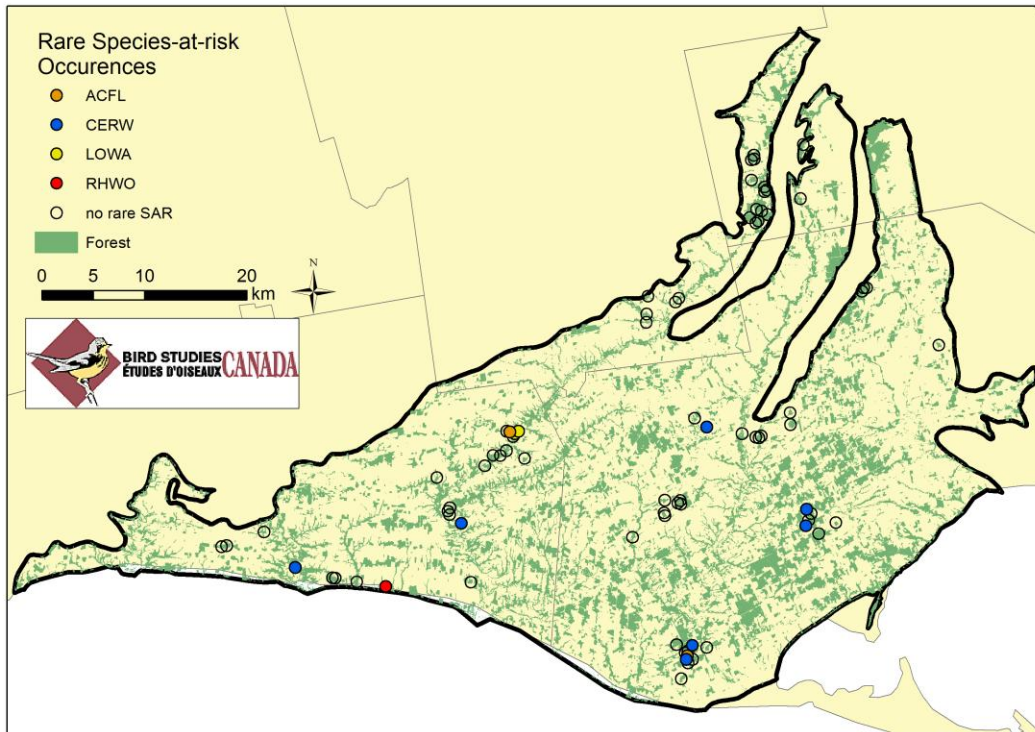 Rare Species-at-risk
Occurences
ACFL
CERW
LOWA
RHWO
no rare SAR
Forest
0 5 10 20
km
N
BIRD STUDIES
ÉTUDES D'OISEAUX
CANADA